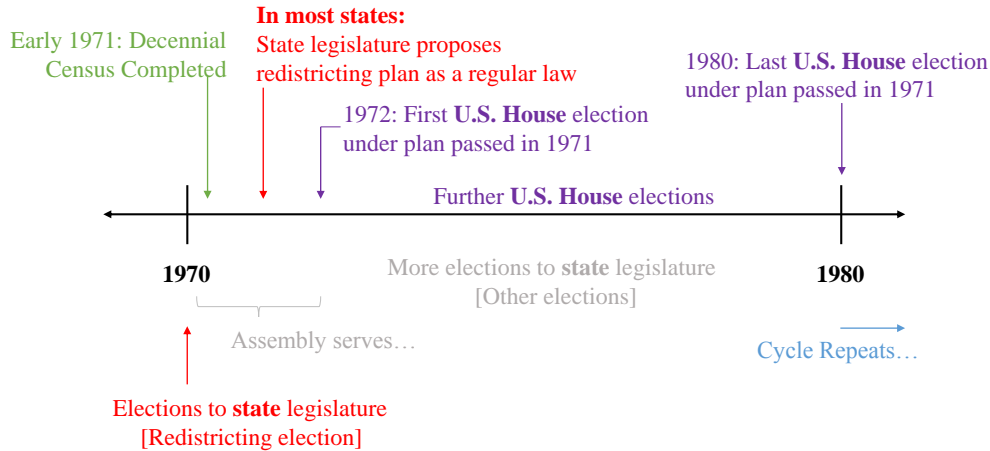 In most states:
State legislature proposes
redistricting plan as a regular law
Early 1971: Decennial
Census Completed
1980: Last U.S. House election
under plan passed in 1971
1972: First U.S. House election
under plan passed in 1971
Further U.S. House elections
1970
1980
More elections to state legislature
[Other elections]
Assembly serves…
Cycle Repeats…
Elections to state legislature
[Redistricting election]